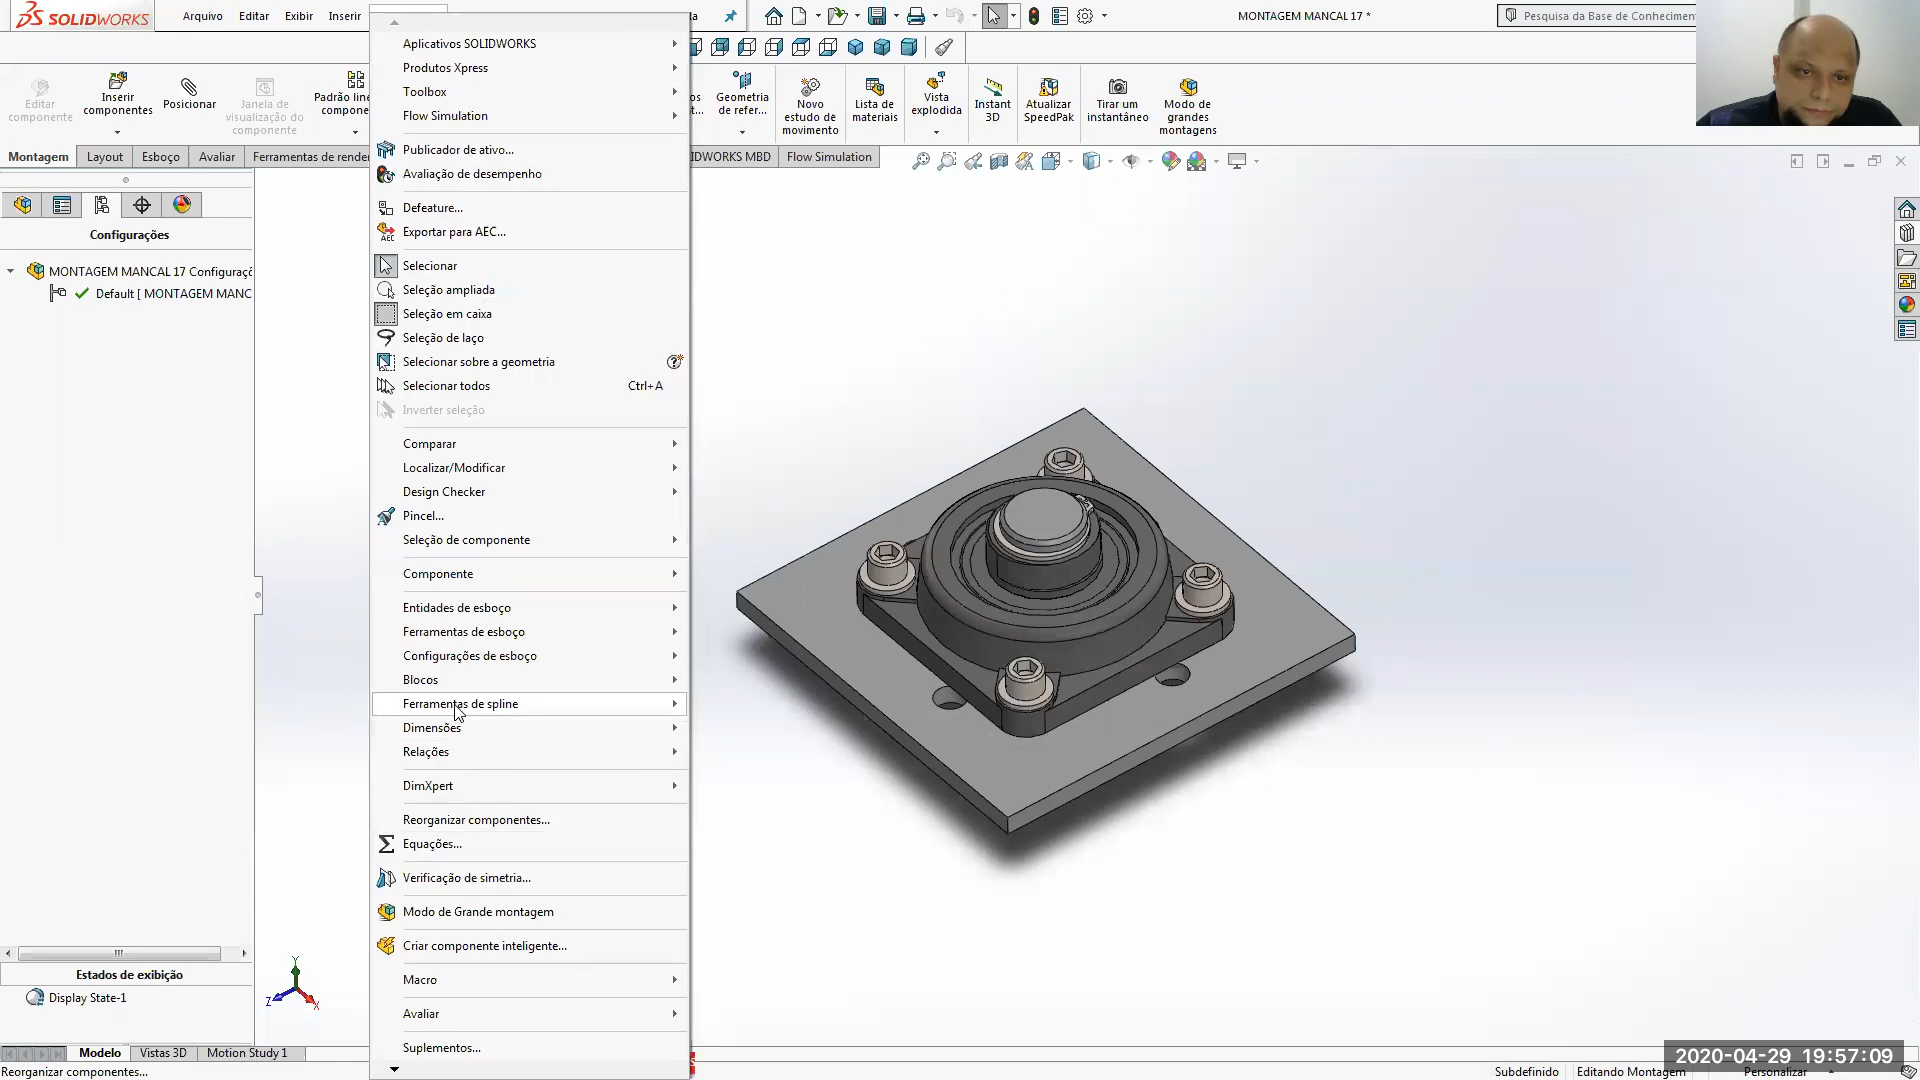 SOLIDWORKS
Arquivo
Editar
Exibir
Inserir
la
MONTAGEM MANCAL 17 *
Pesquisa da Base de Conhecimen
Editar
componente
Inserir
componentes
Posicionar
Janela de
visualização do
componente
Padrão line
compone
os
t...
Geometria
de refer...
Novo
estudo de
movimento
Lista de
materiais
Vista
explodida
Instant
3D
Atualizar
SpeedPak
Tirar um
instantâneo
Modo de
grandes
montagens
Montagem
Layout
Esboço
Avaliar
Ferramentas de rende
IDWORKS MBD
Flow Simulation
Configurações
MONTAGEM MANCAL 17 Configuraçõ
Default [ MONTAGEM MANC
Aplicativos SOLIDWORKS
Produtos Xpress
Toolbox
Flow Simulation
Publicador de ativo...
Avaliação de desempenho
Defeature...
AEC
Exportar para AEC...
Selecionar
Seleção ampliada
Seleção em caixa
Seleção de laço
Selecionar sobre a geometria
Selecionar todos
Ctrl+A
Inverter seleção
Comparar
Localizar/Modificar
Design Checker
Pincel...
Seleção de componente
Componente
Entidades de esboço
Ferramentas de esboço
Configurações de esboço
Blocos
Ferramentas de spline
Dimensões
Relações
DimXpert
Reorganizar componentes...
Equações...
Verificação de simetria...
Modo de Grande montagem
Criar componente inteligente...
Macro
Avaliar
Suplementos...
Estados de exibição
Display State-1
Y
Z
X
Modelo
Vistas 3D
Motion Study 1
Reorganizar componentes...
Subdefinido
Editando Montagem
Personalizar
2020-04-29 19:57:09